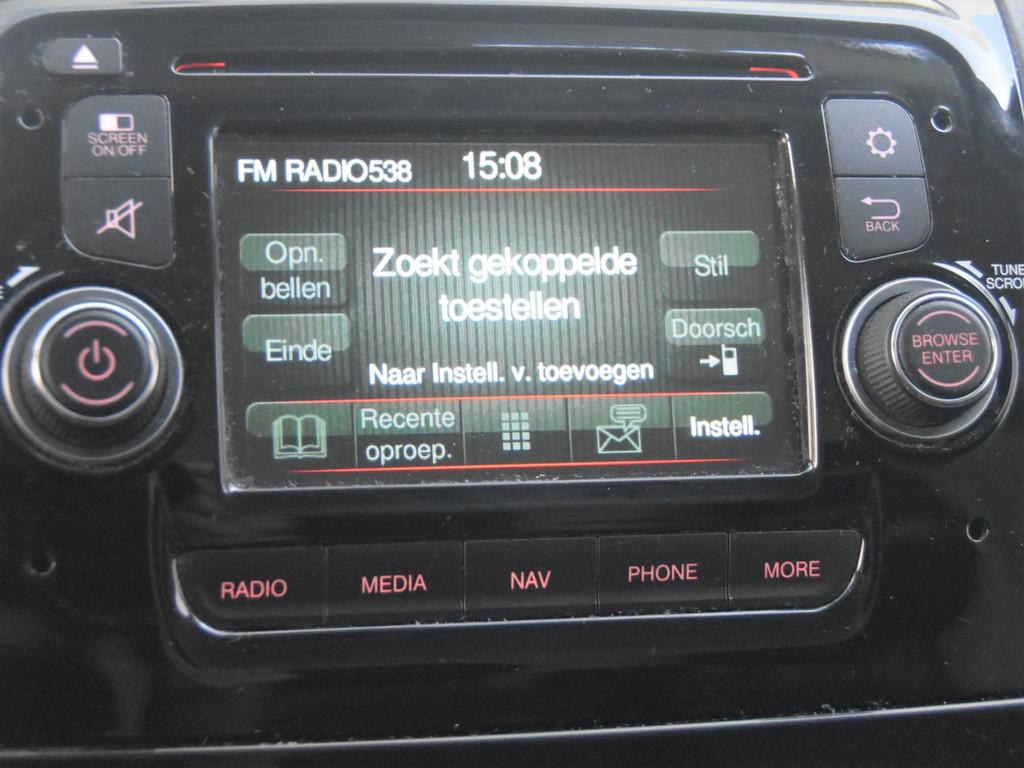 SCREEN
ON/OFF
FM RADIO538 15:08
BACK
Opn.
bellen
Zoekt gekoppelde
toestellen
Stil
TUNE
Einde
Doorsch
BROWSE
ENTER
Naar Instell. v. toevoegen
Recente
oproep.
Instell.
RADIO
MEDIA
NAV
PHONE
MORE